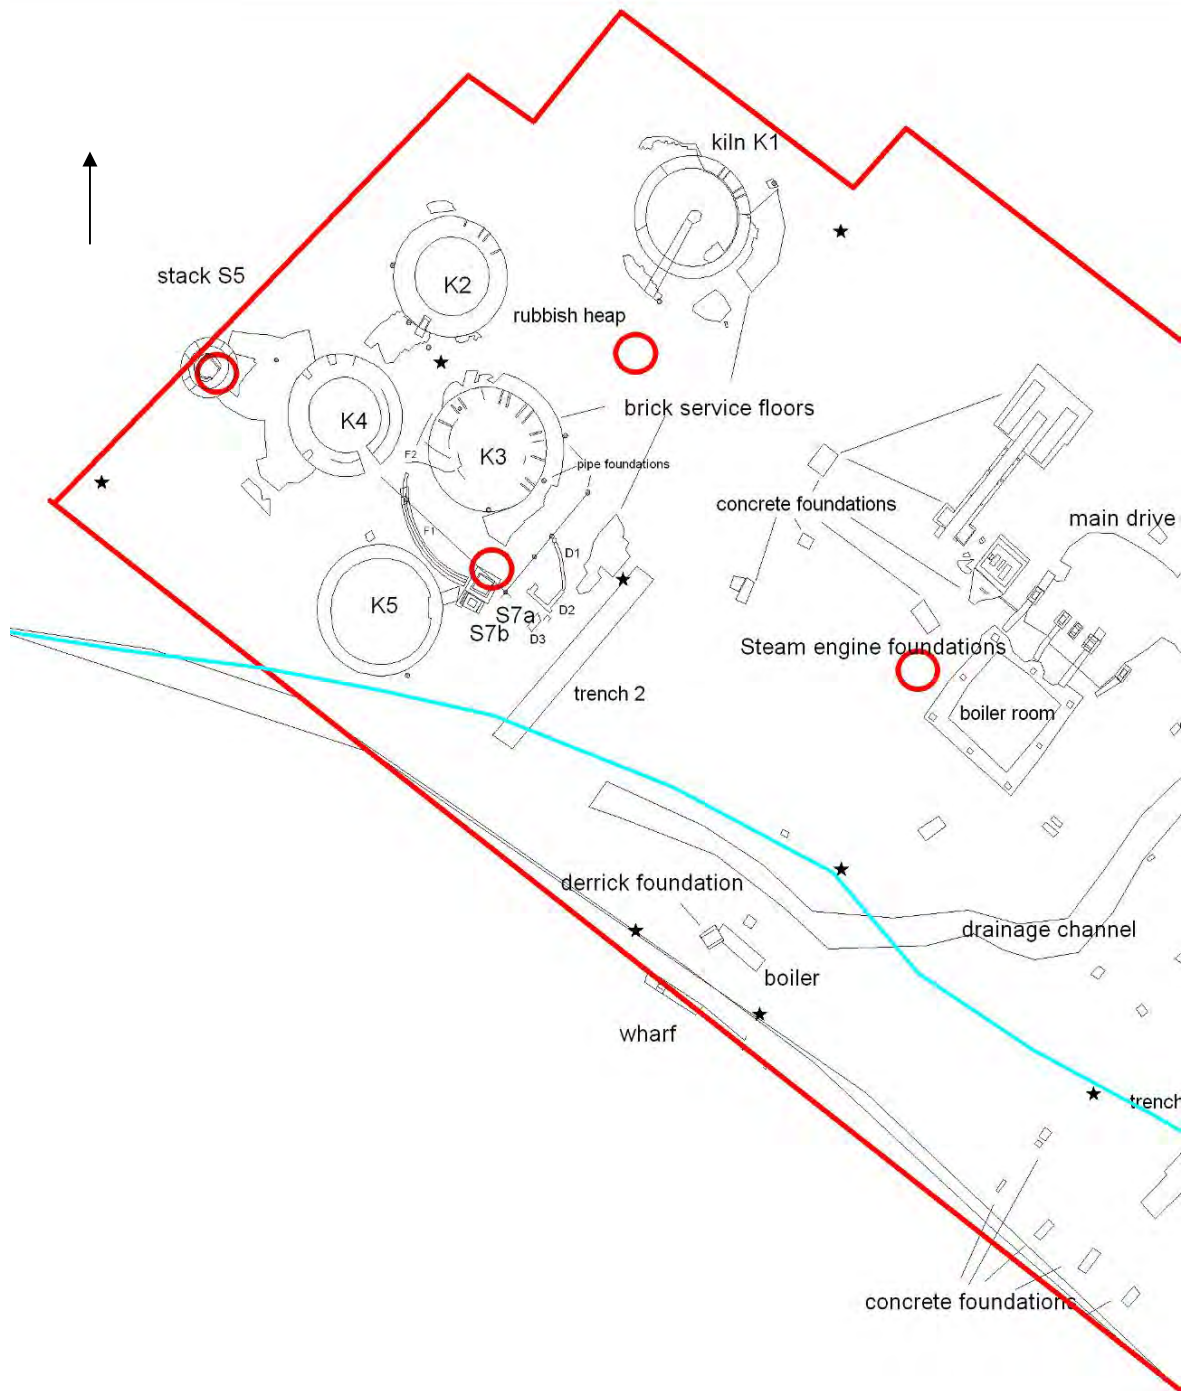 kiln K1
stack S5
K2
rubbish heap
brick service floors
K4
F2
K3
pipe foundations
concrete foundations
main drive
F1
D1
K5
S7a
D2
S7b
D3
Steam engine foundations
trench 2
boiler room
derrick foundation
drainage channel
boiler
wharf
trench
concrete foundations